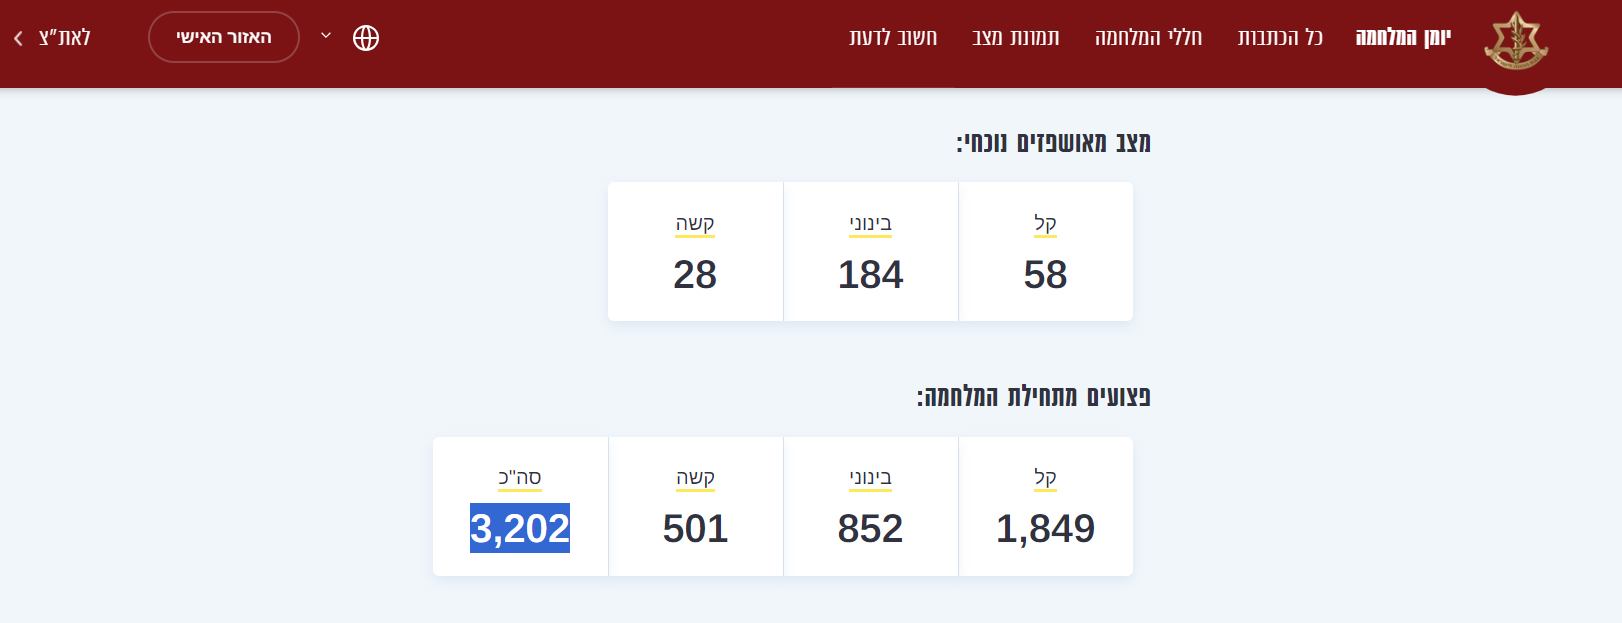 יומן המלחמה
כל הכתבות
חללי המלחמה
תמונת מצב
חשוב לדעת
האזור האישי
לאת"צ
מצב מאושפזים נוכחי:
קל
בינוני
קשה
58
184
28
פצועים מתחילת המלחמה:
קל
בינוני
קשה
סה"כ
1,849
852
501
3,202